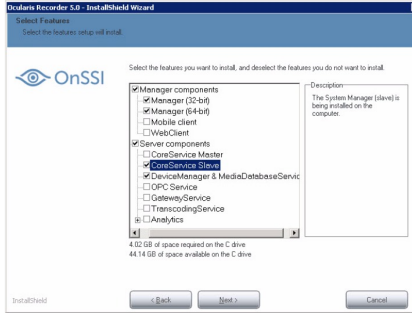 Ocularis Recorder 5.0 - InstallShield Wizard
Select Features
Select the features setup will install.
OnSSI
Select the features you want to install, and deselect the features you do not want to install.
Manager components
Manager (32-bit)
Manager (64-bit)
Mobile client
WebClient
Server components
CoreService Master
CoreService Slave
DeviceManager & MediaDatabaseServic
OPC Service
GatewayService
TranscodingService
Analytics
Description
The System Manager (slave) is
being installed on the
computer.
4.02 GB of space required on the C drive
44.14 GB of space available on the C drive
InstallShield
< Back
Next >
Cancel